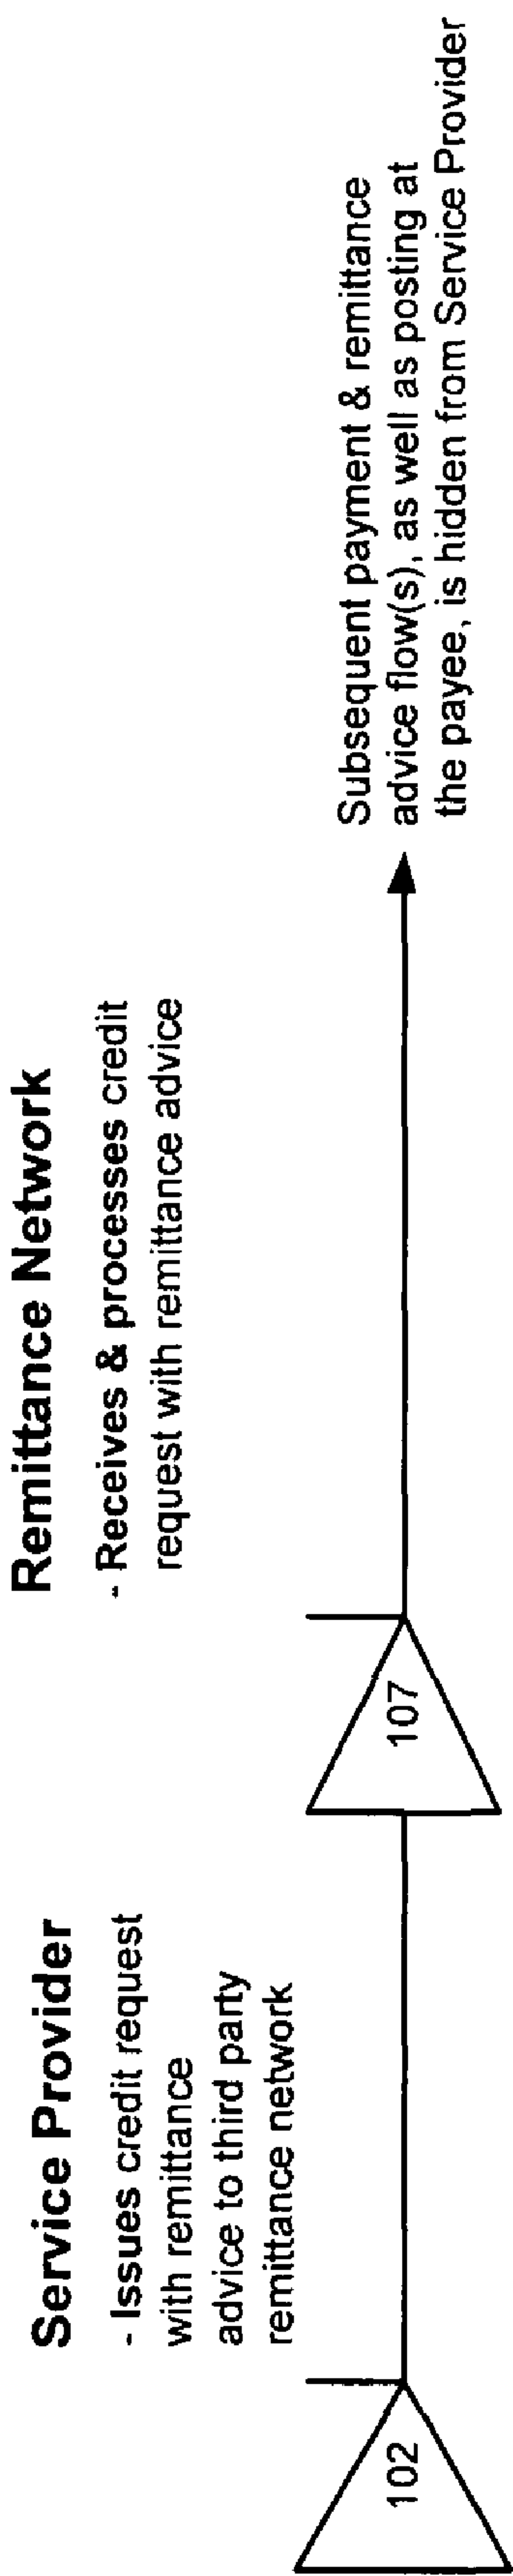 Service Provider
- Issues credit request
with remittance
advice to third party
remittance network
Remittance Network
- Receives & processes credit
request with remittance advice
Subsequent payment & remittance
advice flow(s), as well as posting at
the payee, is hidden from Service Provider
102
107